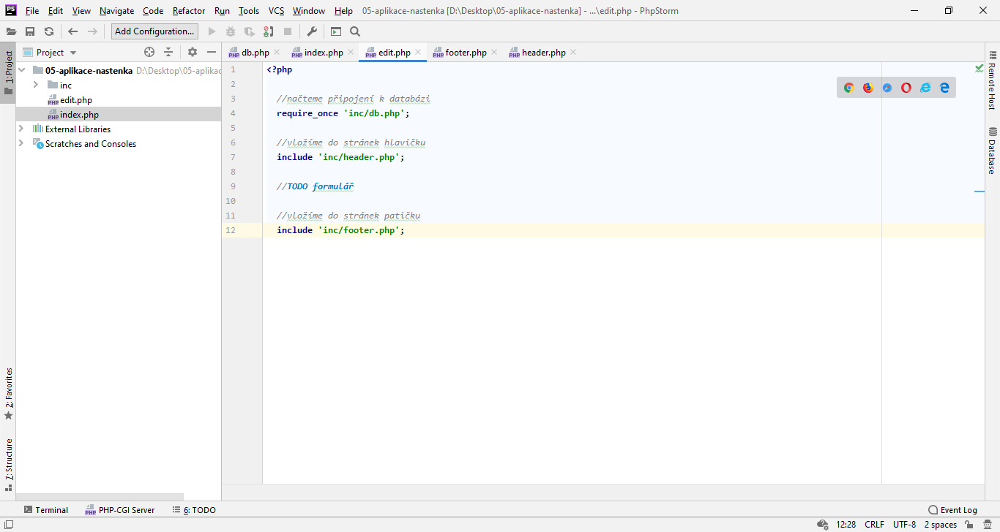 PS File Edit View Navigate Code Refactor Run Tools VCS Window Help 05-aplikace-nastenka [D:\Desktop\05-aplikace-nastenka] - ...\edit.php - PhpStorm
Add Configuration...
1: Project
Project
db.php index.php edit.php footer.php header.php
05-aplikace-nastenka D:\Desktop\05-aplikac
inc
edit.php
index.php
External Libraries
Scratches and Consoles
1 <?php
2
3 //načteme připojení k databázi
4 require_once 'inc/db.php';
5
6 //vložíme do stránek hlavičku
7 include 'inc/header.php';
8
9 //TODO formulář
10
11 //vložíme do stránek patičku
12 include 'inc/footer.php';
Remote Host
Database
2: Favorites
7: Structure
Terminal PHP-CGI Server 6: TODO Event Log
12:28 CRLF UTF-8 2 spaces